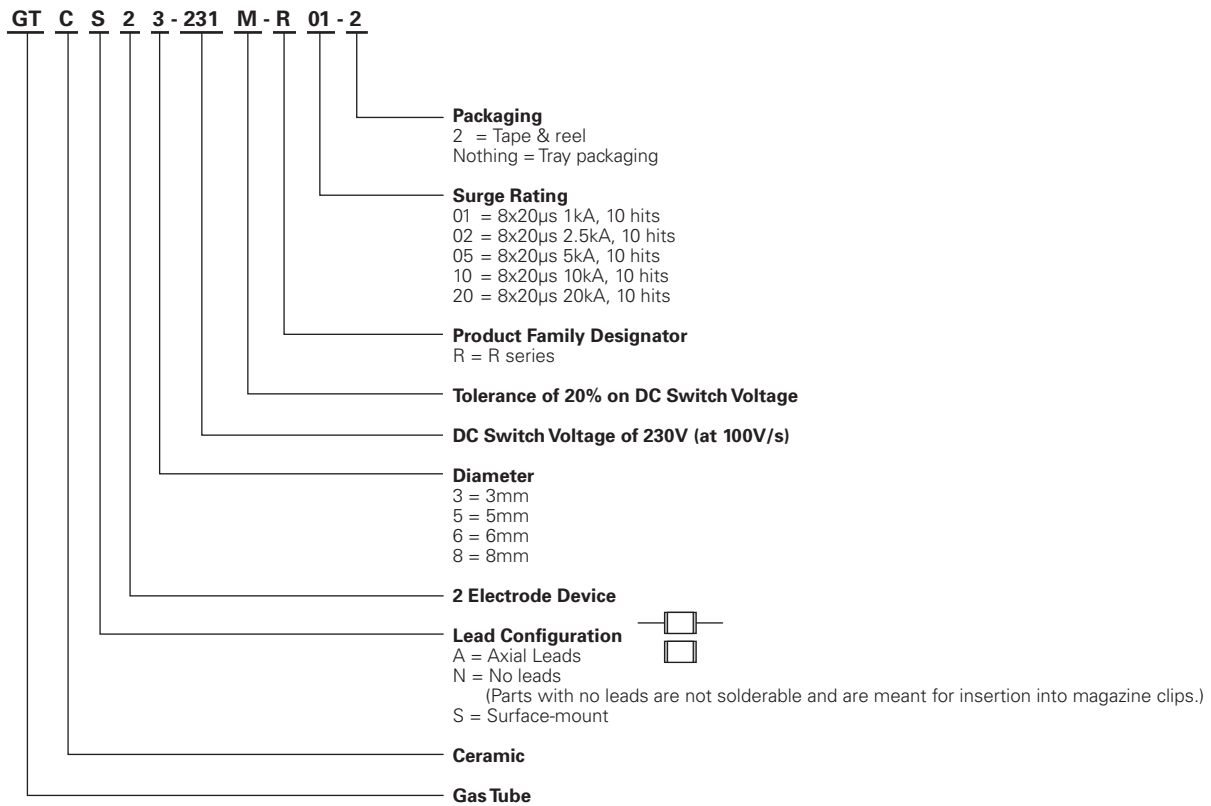 GT C S 2 3 - 231 M - R 01 - 2
Packaging
2 = Tape & reel
Nothing = Tray packaging
Surge Rating
01 = 8x20µs 1kA, 10 hits
02 = 8x20µs 2.5kA, 10 hits
05 = 8x20µs 5kA, 10 hits
10 = 8x20µs 10kA, 10 hits
20 = 8x20µs 20kA, 10 hits
Product Family Designator
R = R series
Tolerance of 20% on DC Switch Voltage
DC Switch Voltage of 230V (at 100V/s)
Diameter
3 = 3mm
5 = 5mm
6 = 6mm
8 = 8mm
2 Electrode Device
Lead Configuration
A = Axial Leads
N = No leads
(Parts with no leads are not solderable and are meant for insertion into magazine clips.)
S = Surface-mount
Ceramic
Gas Tube